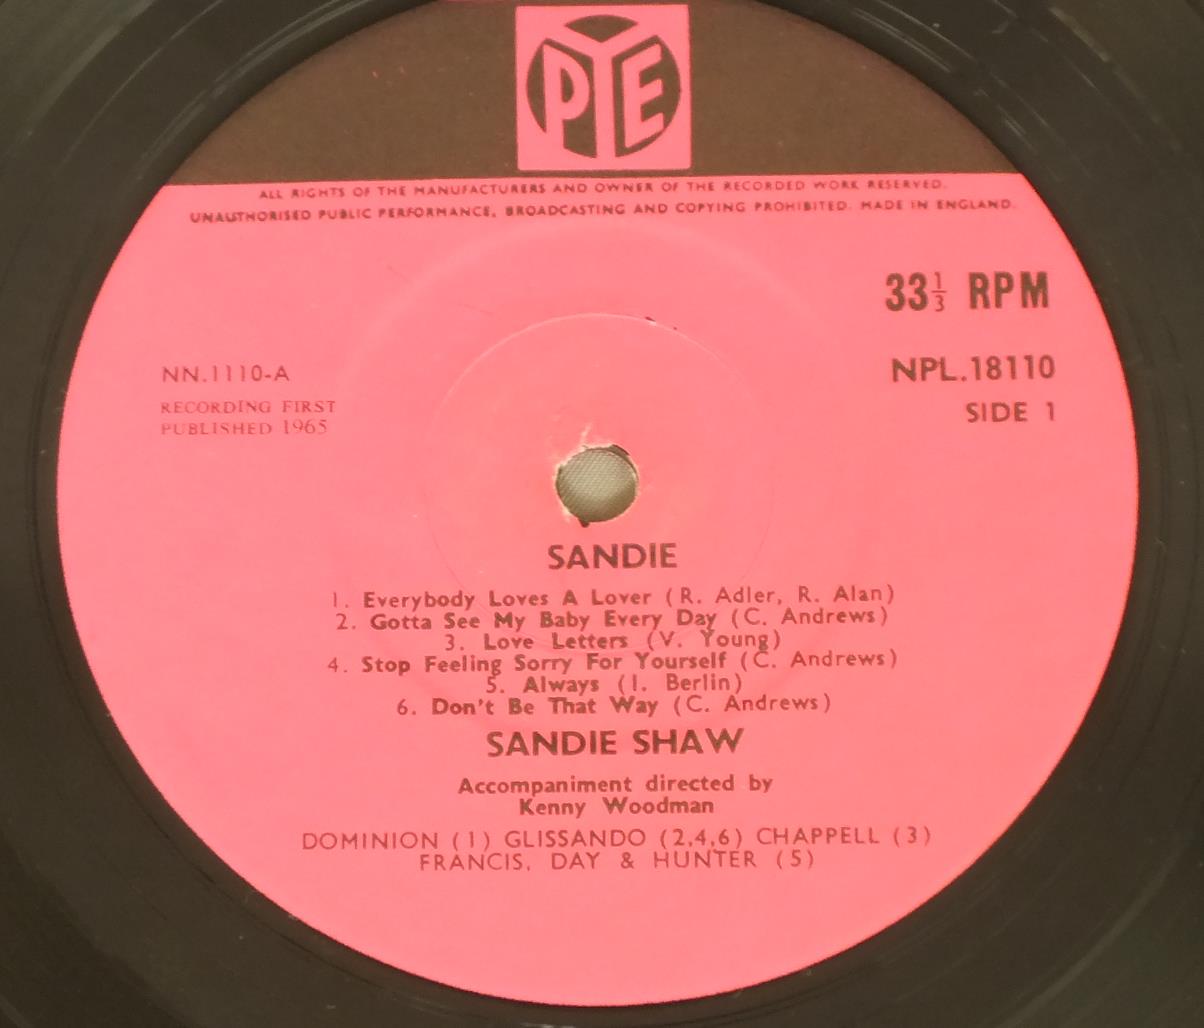 PYE
ALL RIGHTS OF THE MANUFACTURERS AND OWNER OF THE RECORDED WORK RESERVED.
UNAUTHORISED PUBLIC PERFORMANCE, BROADCASTING AND COPYING PROHIBITED. MADE IN ENGLAND.
33⅓ RPM
NN.1110-A
NPL.18110
RECORDING FIRST
PUBLISHED 1965
SIDE 1
SANDIE
1. Everybody Loves A Lover (R. Adler, R. Alan)
2. Gotta See My Baby Every Day (C. Andrews)
3. Love Letters (V. Young)
4. Stop Feeling Sorry For Yourself (C. Andrews)
5. Always (I. Berlin)
6. Don't Be That Way (C. Andrews)
SANDIE SHAW
Accompaniment directed by
Kenny Woodman
DOMINION (1) GLISSANDO (2,4,6) CHAPPELL (3)
FRANCIS, DAY & HUNTER (5)